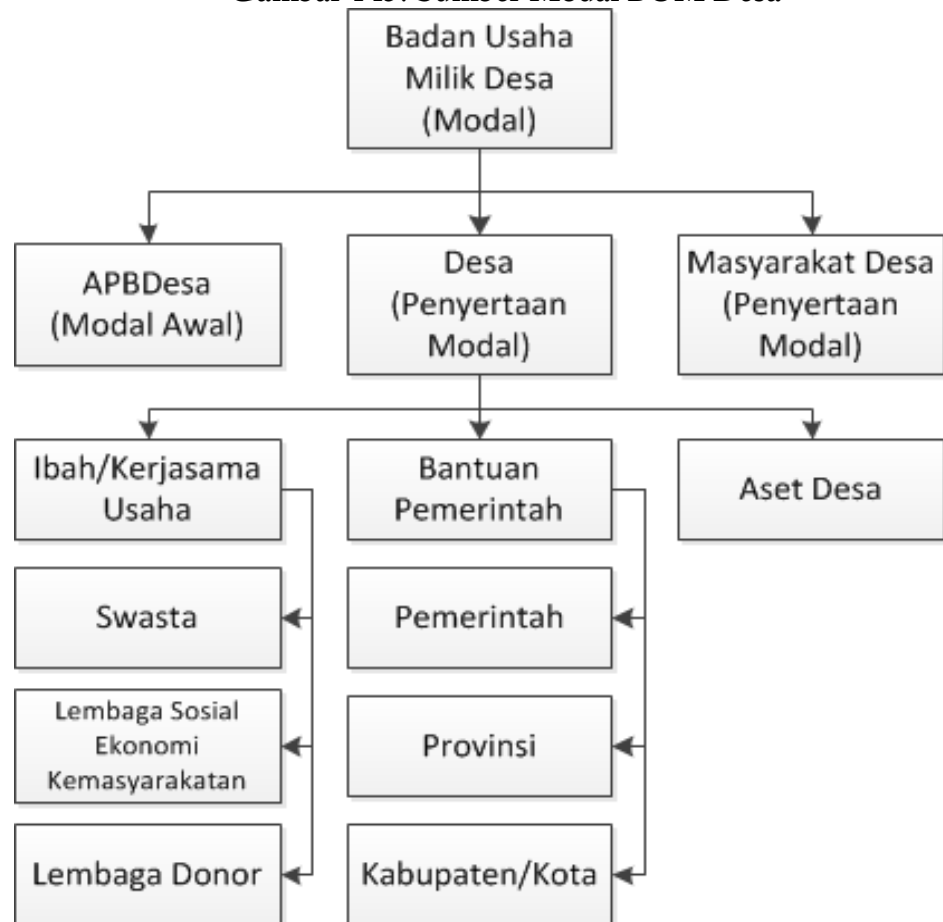 Badan Usaha
Milik Desa
(Modal)
APBDesa
(Modal Awal)
Desa
(Penyertaan
Modal)
Masyarakat Desa
(Penyertaan
Modal)
Ibah/Kerjasama
Usaha
Bantuan
Pemerintah
Aset Desa
Swasta
Pemerintah
Lembaga Sosial
Ekonomi
Kemasyarakatan
Provinsi
Lembaga Donor
Kabupaten/Kota